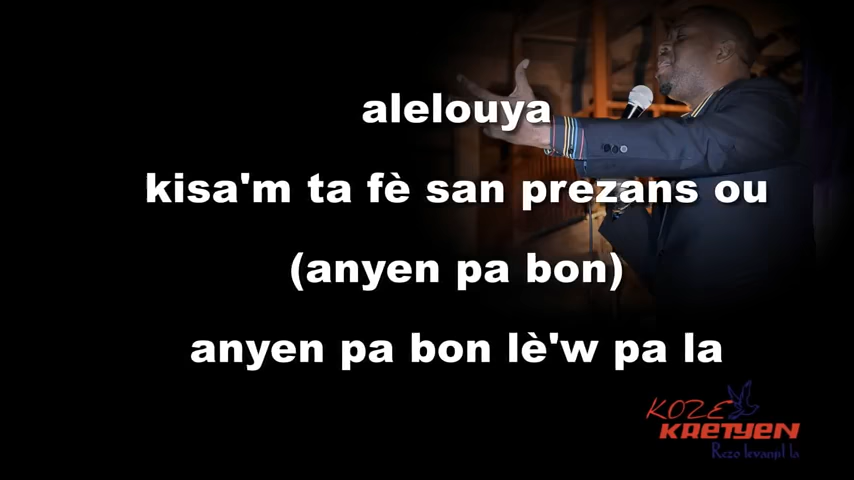 alelouya
kisa'm ta fè san prezans ou
(anyen pa bon)
anyen pa bon lè'w pa la
KOZE
KRETYEN
Rezo levanjil la